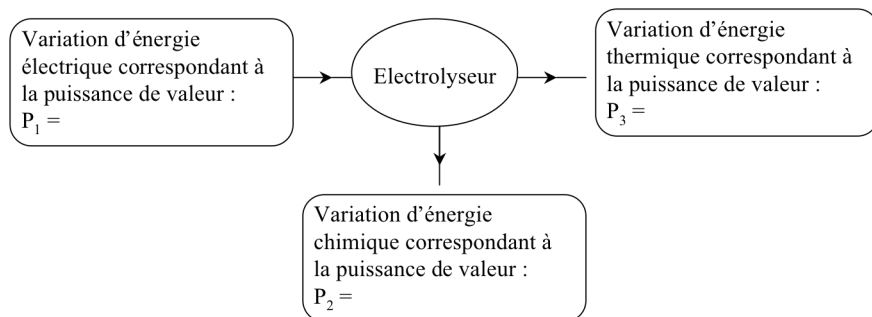 Variation d'énergie
électrique correspondant à
la puissance de valeur :
P₁ =
Electrolyseur
Variation d'énergie
thermique correspondant à
la puissance de valeur :
P₃ =
Variation d'énergie
chimique correspondant à
la puissance de valeur :
P₂ =